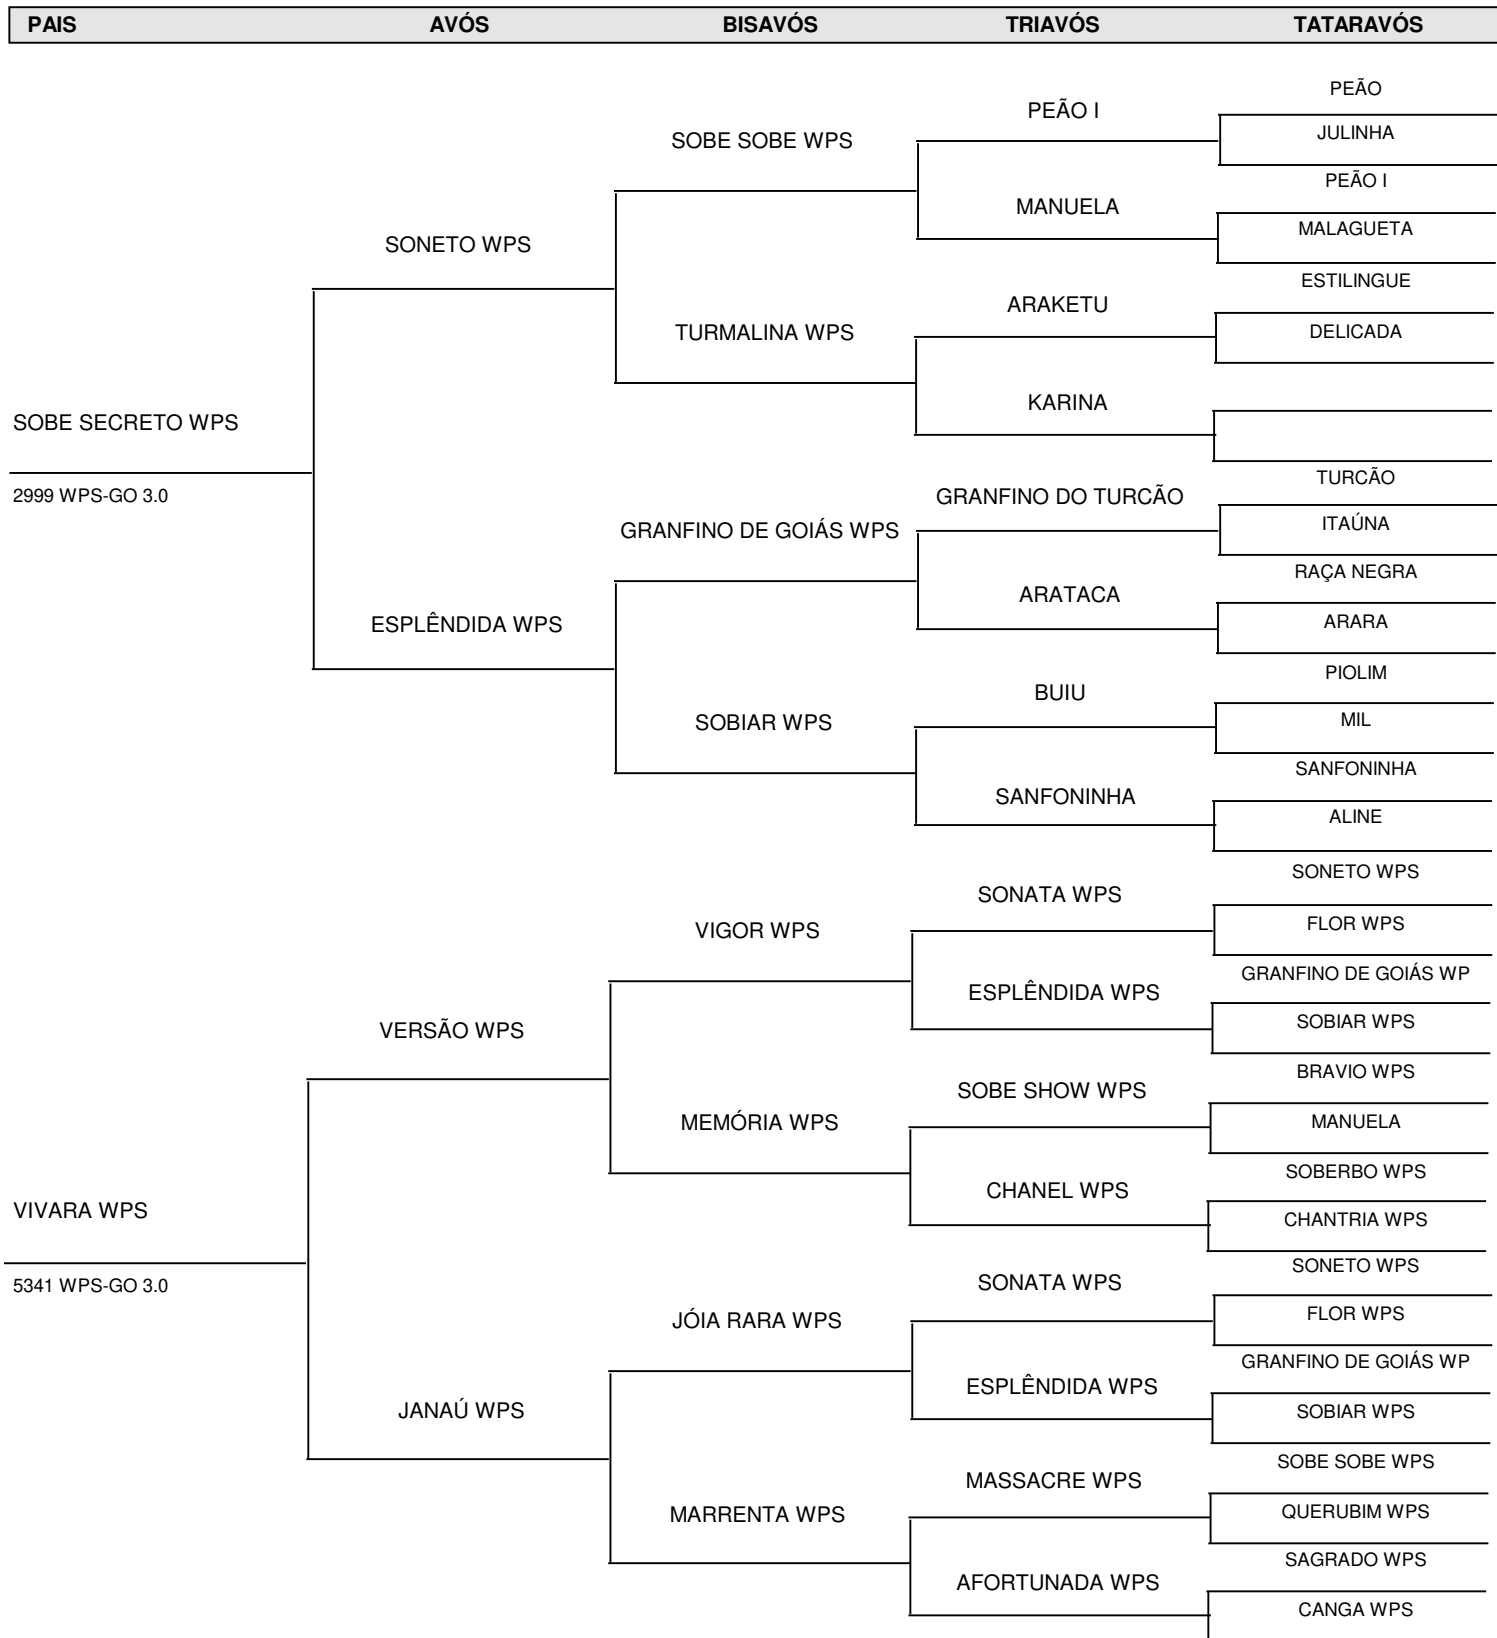 PAIS AVÓS BISAVÓS TRIAVÓS TATARAVÓS
PEÃO
PEÃO I
JULINHA
SOBE SOBE WPS
PEÃO I
MANUELA
MALAGUETA
SONETO WPS
ESTILINGUE
ARAKETU
DELICADA
TURMALINA WPS
KARINA
SOBE SECRETO WPS
TURCÃO
2999 WPS-GO 3.0
GRANFINO DO TURCÃO
ITAÚNA
GRANFINO DE GOIÁS WPS
RAÇA NEGRA
ARATACA
ARARA
ESPLÊNDIDA WPS
PIOLIM
BUIU
MIL
SOBIAR WPS
SANFONINHA
SANFONINHA
ALINE
SONETO WPS
SONATA WPS
FLOR WPS
VIGOR WPS
GRANFINO DE GOIÁS WP
ESPLÊNDIDA WPS
SOBIAR WPS
VERSÃO WPS
BRAVIO WPS
SOBE SHOW WPS
MANUELA
MEMÓRIA WPS
SOBERBO WPS
CHANEL WPS
VIVARA WPS
CHANTRIA WPS
SONETO WPS
5341 WPS-GO 3.0
SONATA WPS
FLOR WPS
JÓIA RARA WPS
GRANFINO DE GOIÁS WP
ESPLÊNDIDA WPS
JANAÚ WPS
SOBIAR WPS
SOBE SOBE WPS
MASSACRE WPS
QUERUBIM WPS
MARRENTA WPS
SAGRADO WPS
AFORTUNADA WPS
CANGA WPS